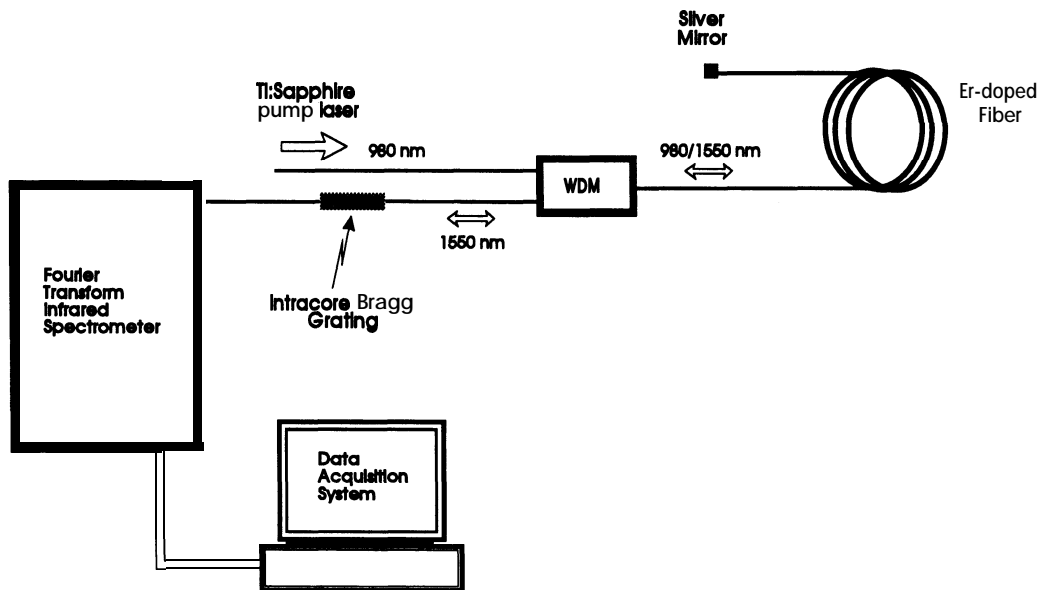 Silver
Mirror
Ti:Sapphire
pump laser
Er-doped
Fiber
980 nm
980/1550 nm
WDM
1550 nm
Fourier
Transform
Infrared
Spectrometer
Intracore Bragg
Grating
Data
Acquisition
System